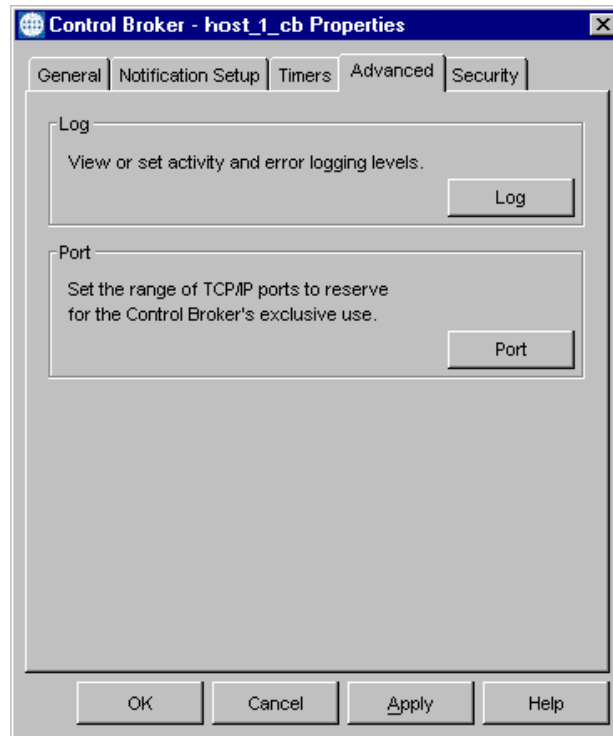 Control Broker - host_1_cb Properties
General
Notification Setup
Timers
Advanced
Security
Log
View or set activity and error logging levels.
Log
Port
Set the range of TCP/IP ports to reserve
for the Control Broker's exclusive use.
Port
OK
Cancel
Apply
Help